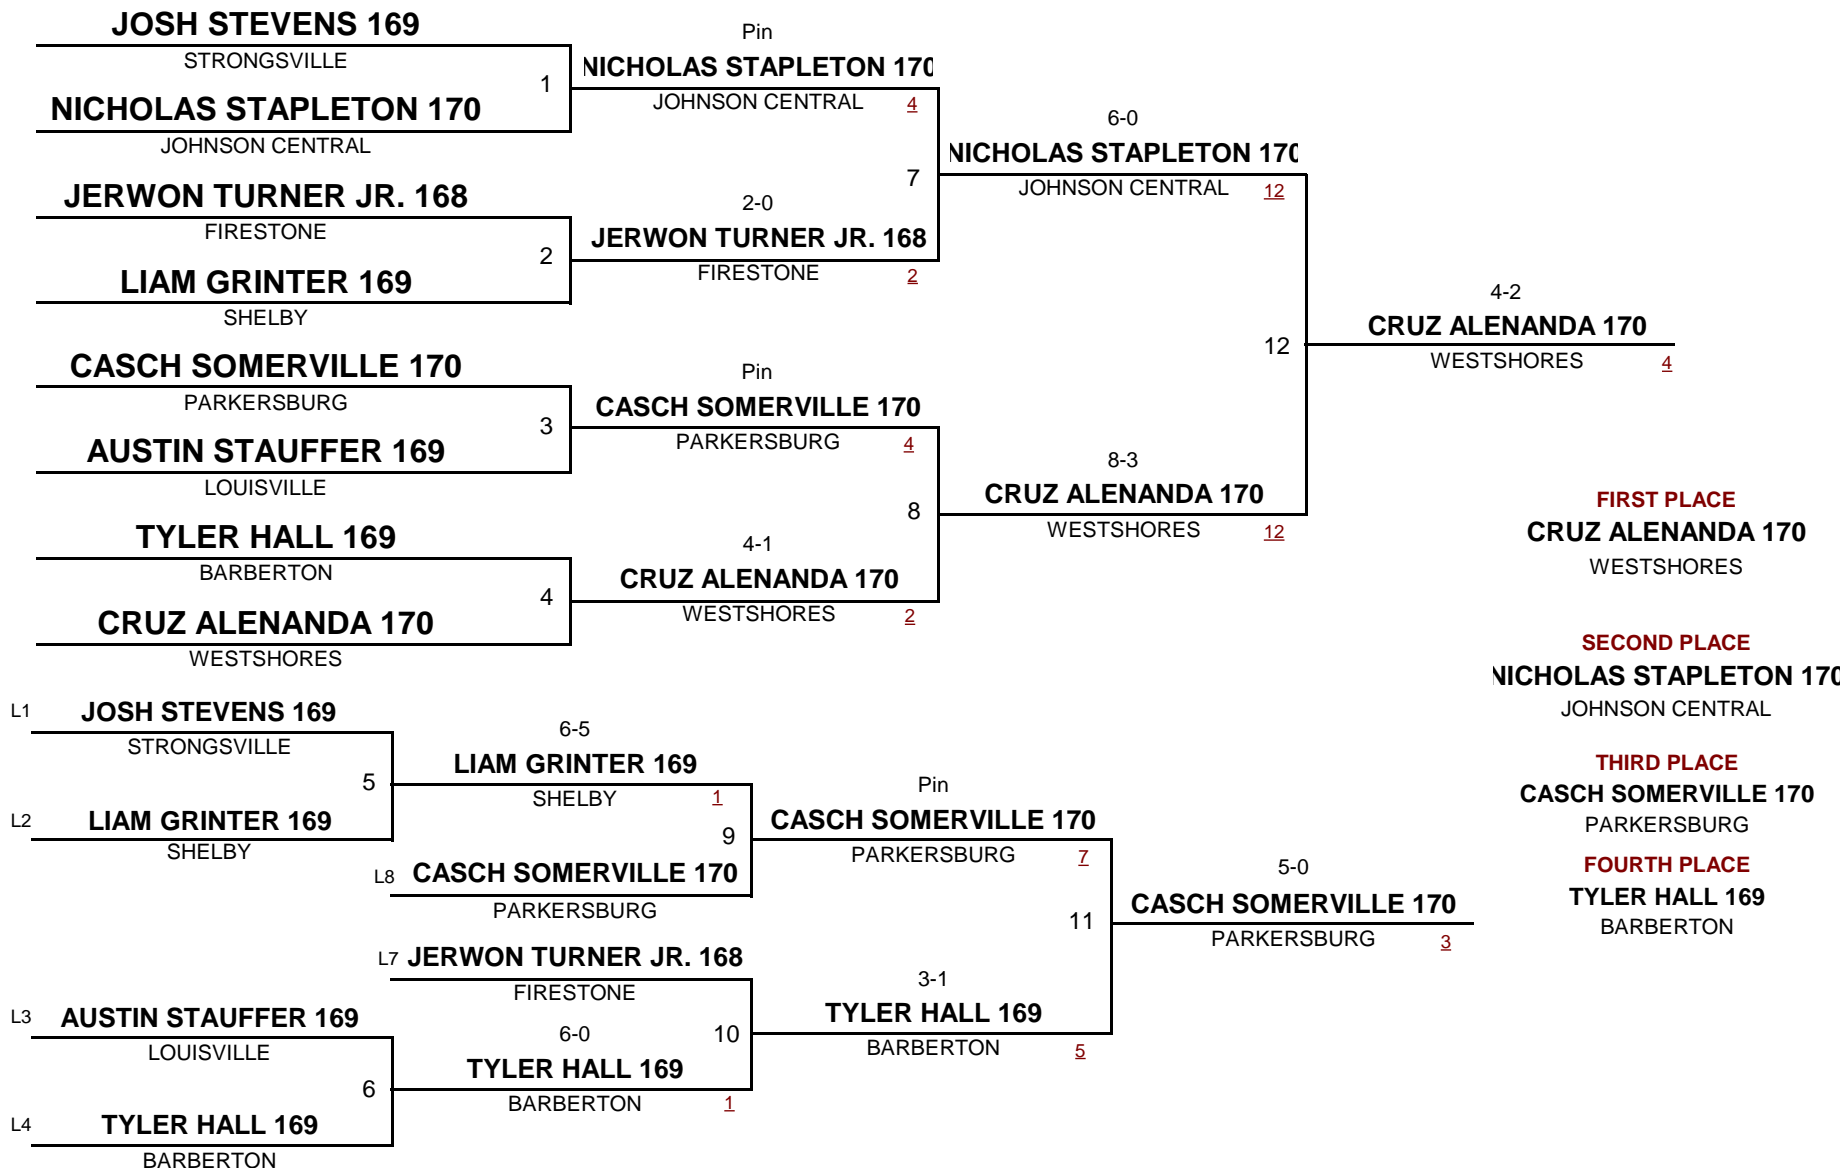 JOSH STEVENS 169
STRONGSVILLE
1
NICHOLAS STAPLETON 170
JOHNSON CENTRAL
Pin
NICHOLAS STAPLETON 170
JOHNSON CENTRAL 4
JERWON TURNER JR. 168
FIRESTONE
2
LIAM GRINTER 169
SHELBY
2-0
JERWON TURNER JR. 168
FIRESTONE 2
7
6-0
NICHOLAS STAPLETON 170
JOHNSON CENTRAL 12
CASCH SOMERVILLE 170
PARKERSBURG
3
AUSTIN STAUFFER 169
LOUISVILLE
Pin
CASCH SOMERVILLE 170
PARKERSBURG 4
TYLER HALL 169
BARBERTON
4
CRUZ ALENANDA 170
WESTSHORES
4-1
CRUZ ALENANDA 170
WESTSHORES 2
8
8-3
CRUZ ALENANDA 170
WESTSHORES 12
12
4-2
CRUZ ALENANDA 170
WESTSHORES 4
FIRST PLACE
CRUZ ALENANDA 170
WESTSHORES
SECOND PLACE
NICHOLAS STAPLETON 170
JOHNSON CENTRAL
THIRD PLACE
CASCH SOMERVILLE 170
PARKERSBURG
FOURTH PLACE
TYLER HALL 169
BARBERTON
L1 JOSH STEVENS 169
STRONGSVILLE
5
L2 LIAM GRINTER 169
SHELBY
6-5
LIAM GRINTER 169
SHELBY 1
9
L8 CASCH SOMERVILLE 170
PARKERSBURG
Pin
CASCH SOMERVILLE 170
PARKERSBURG 7
L7 JERWON TURNER JR. 168
FIRESTONE
L3 AUSTIN STAUFFER 169
LOUISVILLE
6
L4 TYLER HALL 169
BARBERTON
6-0
10
TYLER HALL 169
BARBERTON 1
3-1
TYLER HALL 169
BARBERTON 5
11
5-0
CASCH SOMERVILLE 170
PARKERSBURG 3